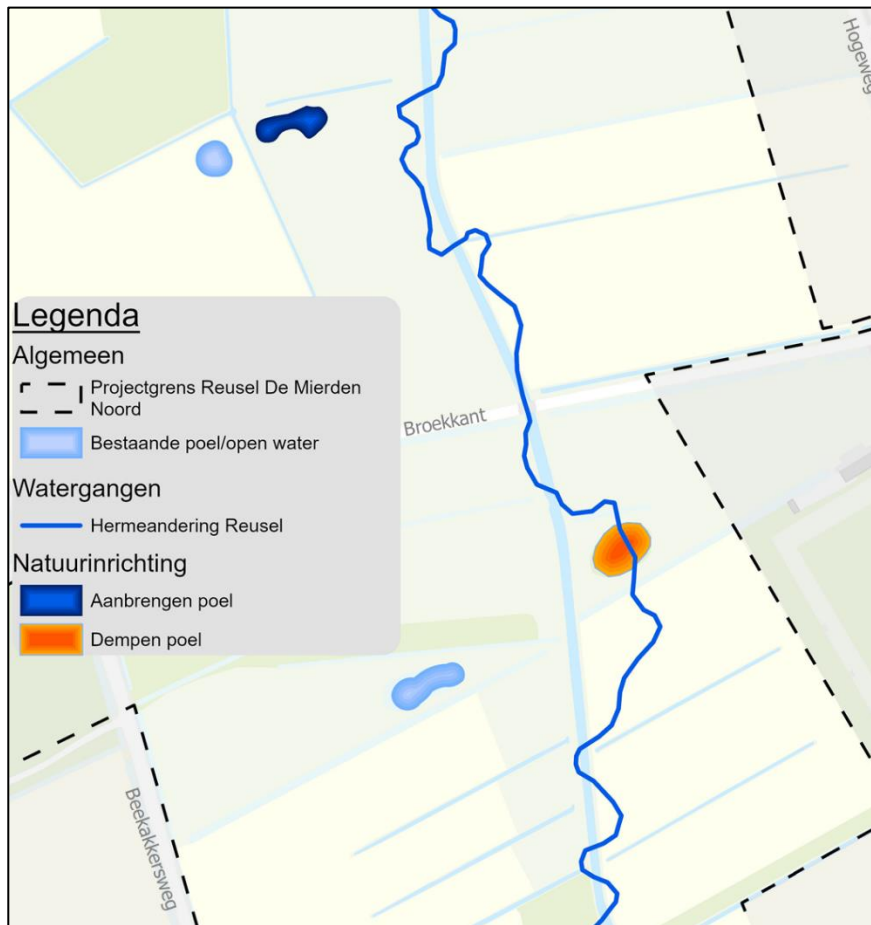 Hogeweg
Legenda
Algemeen
Projectgrens Reusel De Mierden
Noord
Bestaande poel/open water
Watergangen
Hermeandering Reusel
Natuurinrichting
Aanbrengen poel
Dempen poel
Broekkant
Beekakkersweg